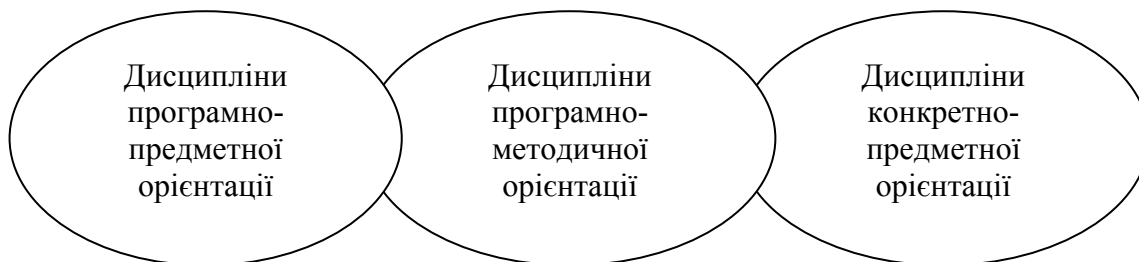 Дисципліни
програмно-
предметної
орієнтації
Дисципліни
програмно-
методичної
орієнтації
Дисципліни
конкретно-
предметної
орієнтації